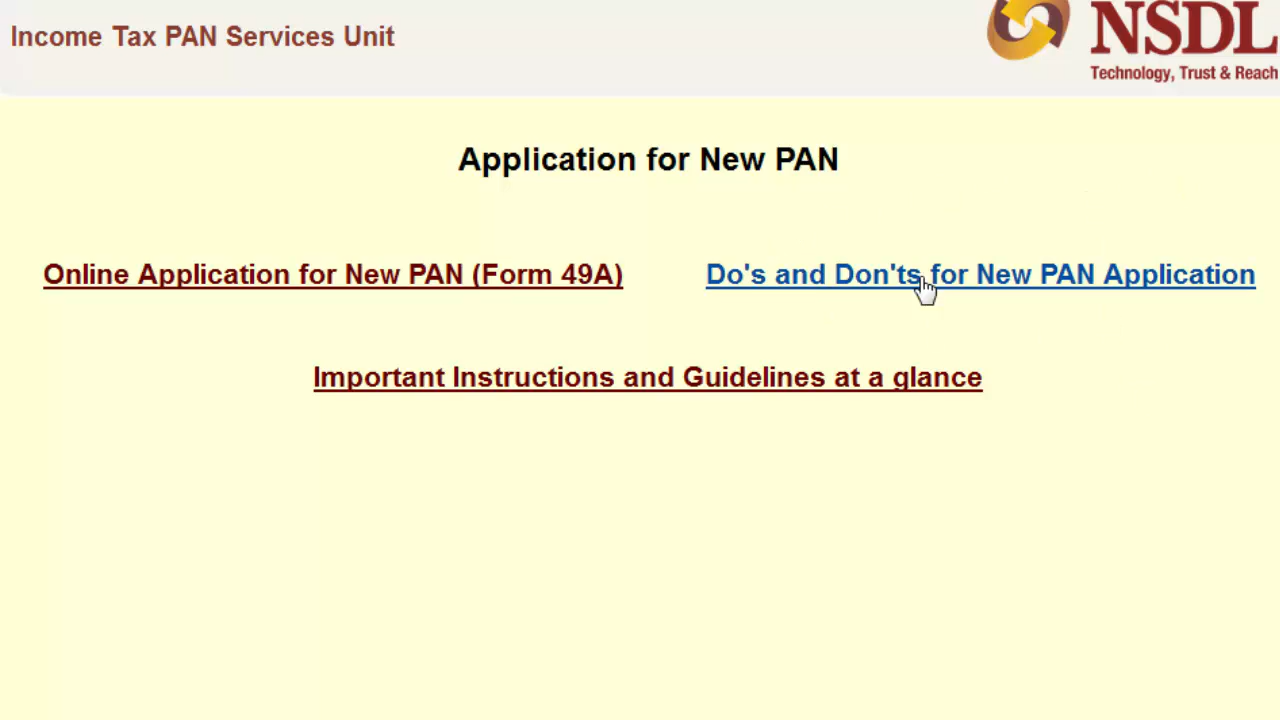 Income Tax PAN Services Unit
NSDL
Technology, Trust & Reach
Application for New PAN
Online Application for New PAN (Form 49A)
Do's and Don'ts for New PAN Application
Important Instructions and Guidelines at a glance